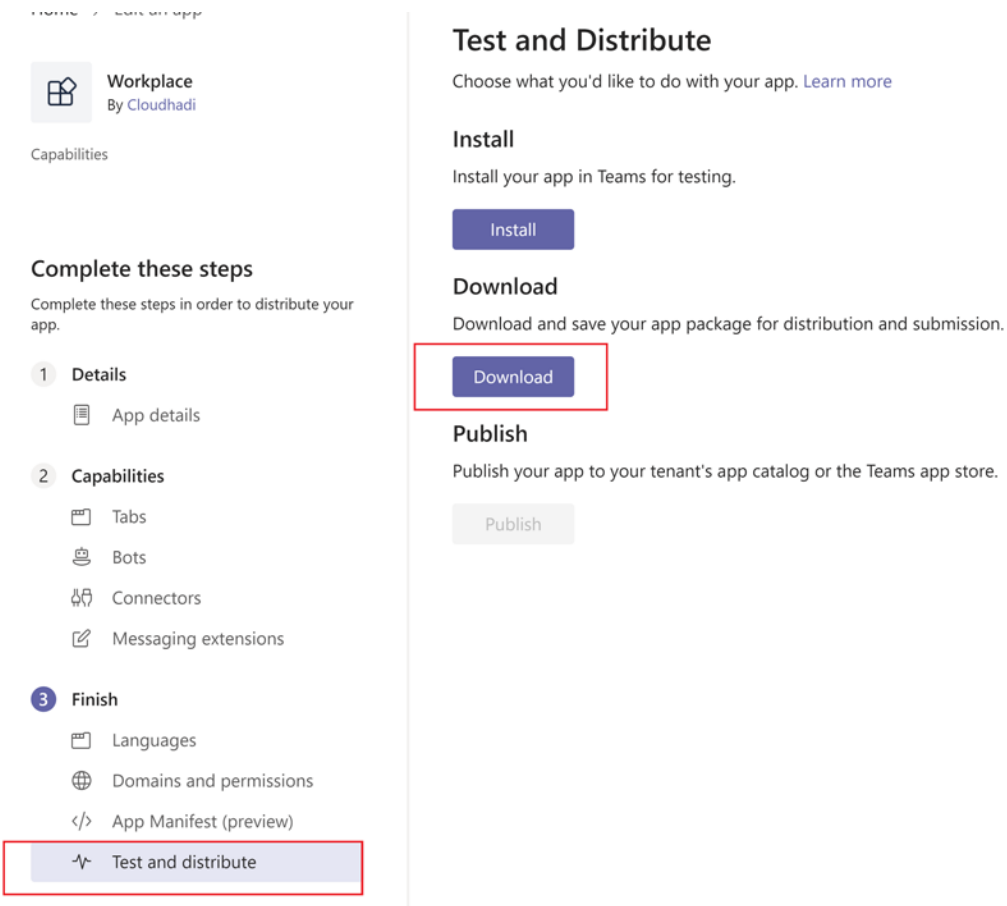 Home > Edit an app
Workplace
By Cloudhadi
Capabilities
Complete these steps
Complete these steps in order to distribute your
app.
1 Details
App details
2 Capabilities
Tabs
Bots
Connectors
Messaging extensions
3 Finish
Languages
Domains and permissions
App Manifest (preview)
Test and distribute
Test and Distribute
Choose what you'd like to do with your app. Learn more
Install
Install your app in Teams for testing.
Install
Download
Download and save your app package for distribution and submission.
Download
Publish
Publish your app to your tenant's app catalog or the Teams app store.
Publish